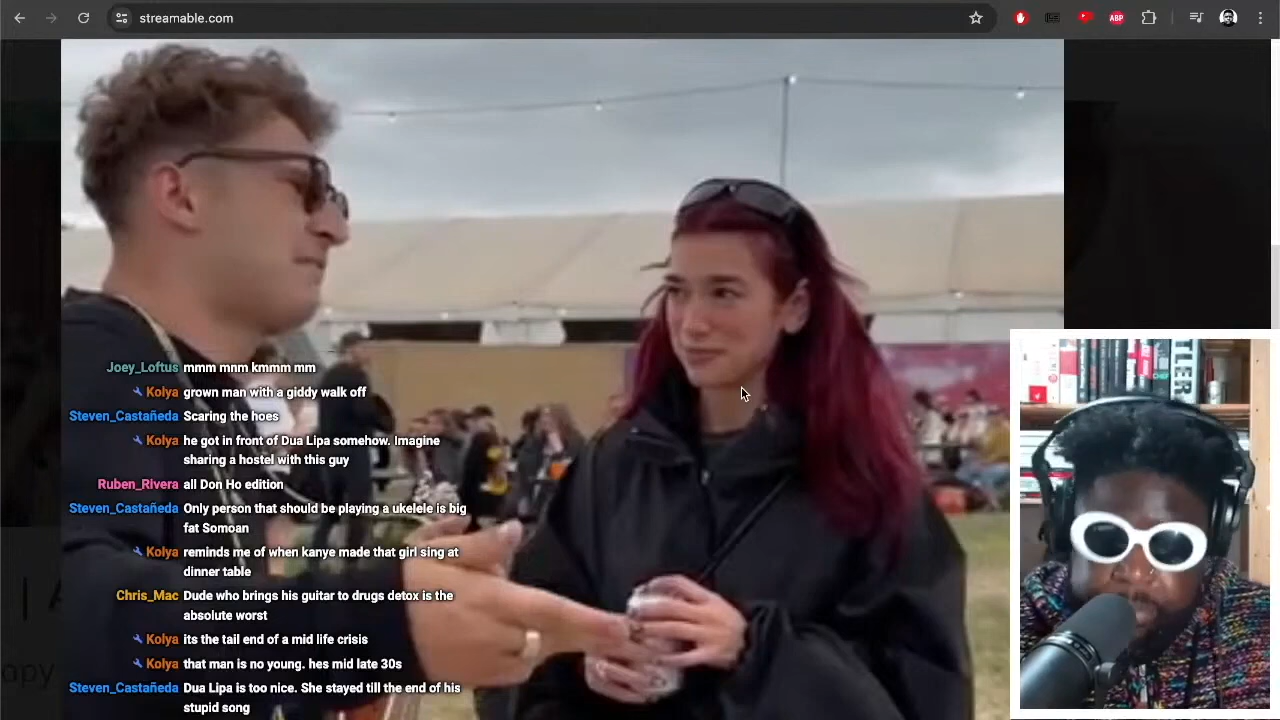 streamable.com
ABP
Joey_Loftus mmm mnm kmmm mm
Kolya grown man with a giddy walk off
Steven_Castañeda Scaring the hoes
Kolya he got in front of Dua Lipa somehow. Imagine
sharing a hostel with this guy
Ruben_Rivera all Don Ho edition
Steven_Castañeda Only person that should be playing a ukelele is big
fat Somoan
Kolya reminds me of when kanye made that girl sing at
dinner table
Chris_Mac Dude who brings his guitar to drugs detox is the
absolute worst
Kolya its the tail end of a mid life crisis
Kolya that man is no young. hes mid late 30s
Steven_Castañeda Dua Lipa is too nice. She stayed till the end of his
stupid song